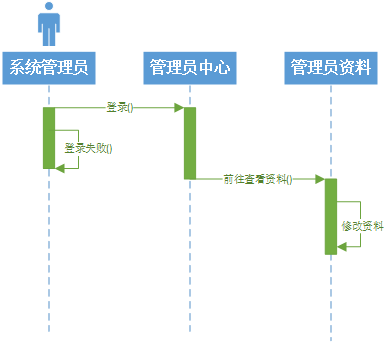 系统管理员
管理员中心
管理员资料
登录()
登录失败()
前往查看资料()
修改资料